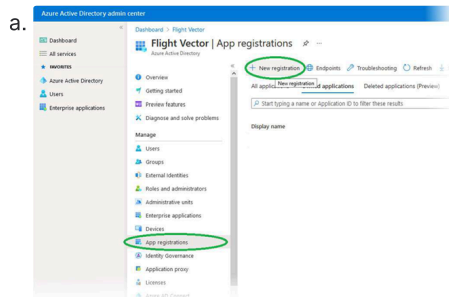 a.
Azure Active Directory admin center
Dashboard > Flight Vector
Flight Vector | App registrations
Azure Active Directory
Dashboard
All services
FAVORITES
Azure Active Directory
Users
Enterprise applications
Overview
Getting started
Preview features
Diagnose and solve problems
Manage
Users
Groups
External Identities
Roles and administrators
Administrative units
Enterprise applications
Devices
App registrations
Identity Governance
Application proxy
Licenses
Azure AD Connect
+ New registration Endpoints Troubleshooting Refresh
New registration
All applications Deleted applications (Preview)
Start typing a name or Application ID to filter these results
Display name